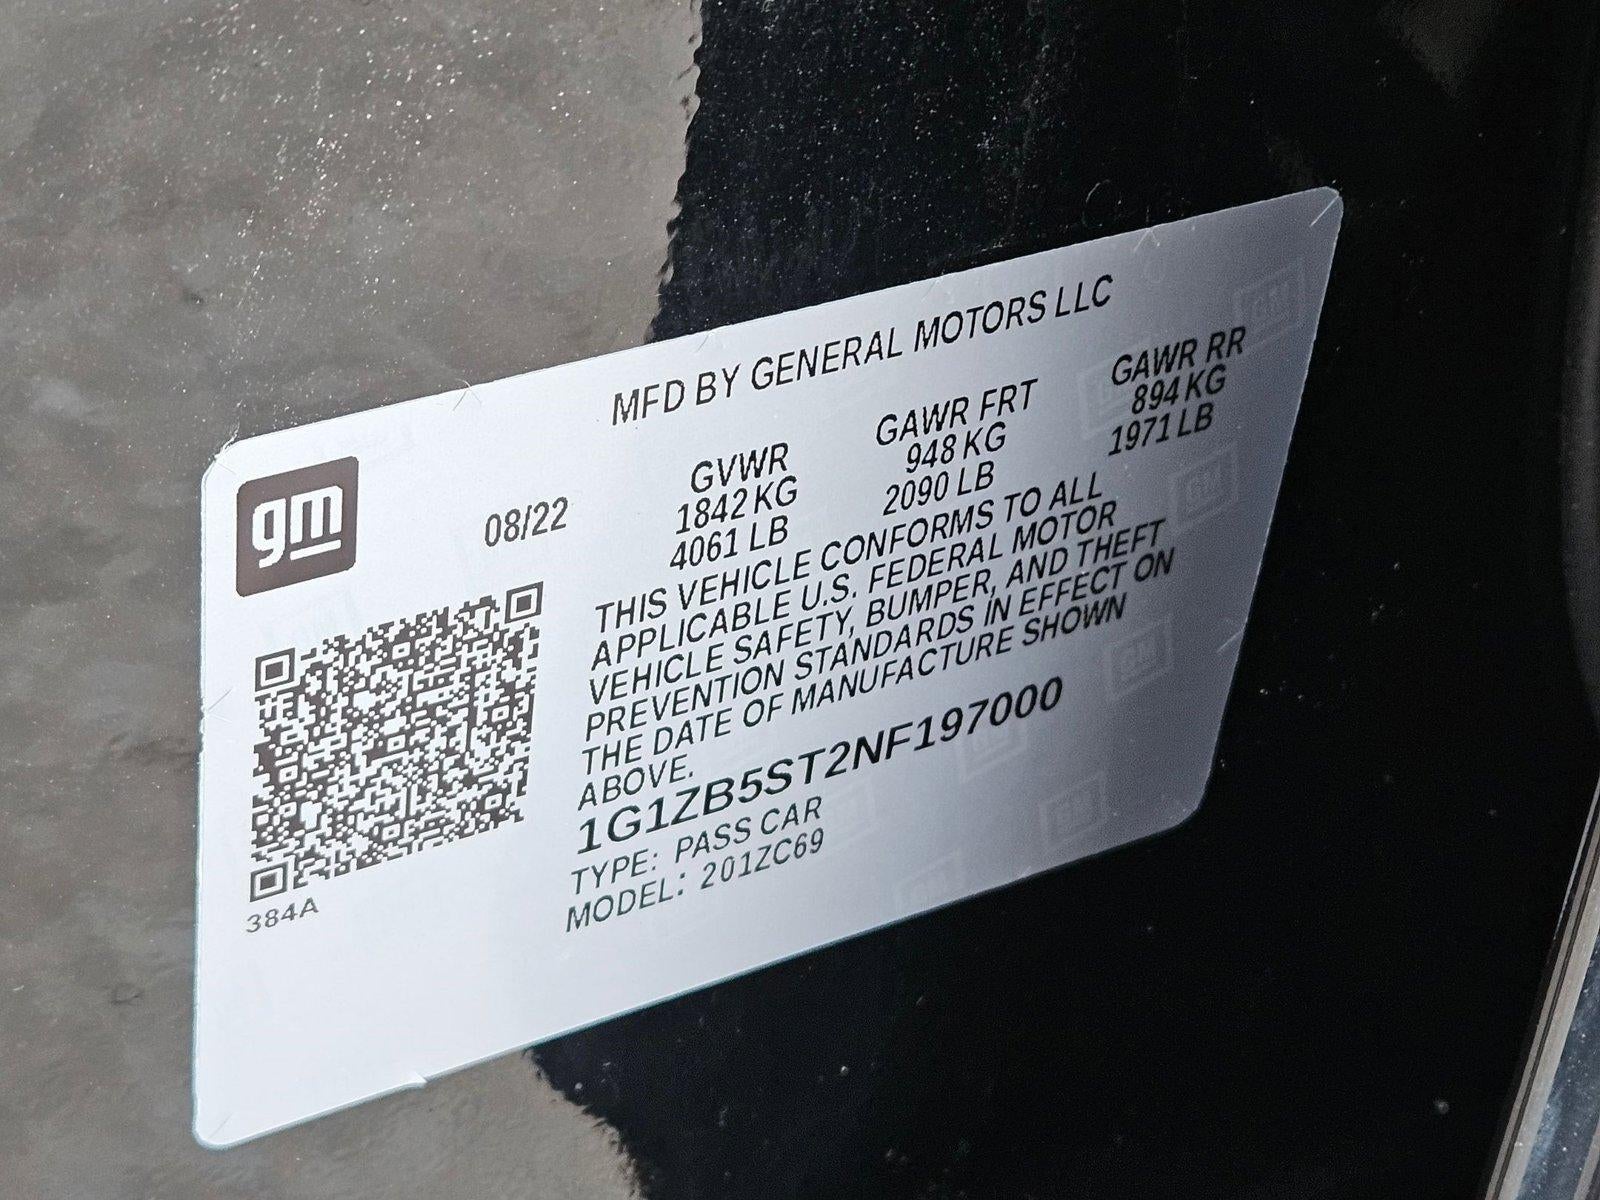 MFD BY GENERAL MOTORS LLC
gm
08/22
GVWR
1842 KG
4061 LB
GAWR FRT
948 KG
2090 LB
GAWR RR
894 KG
1971 LB
THIS VEHICLE CONFORMS TO ALL
APPLICABLE U.S. FEDERAL MOTOR
VEHICLE SAFETY, BUMPER, AND THEFT
PREVENTION STANDARDS IN EFFECT ON
THE DATE OF MANUFACTURE SHOWN
ABOVE.
1G1ZB5ST2NF197000
TYPE: PASS CAR
MODEL: 201ZC69
384A